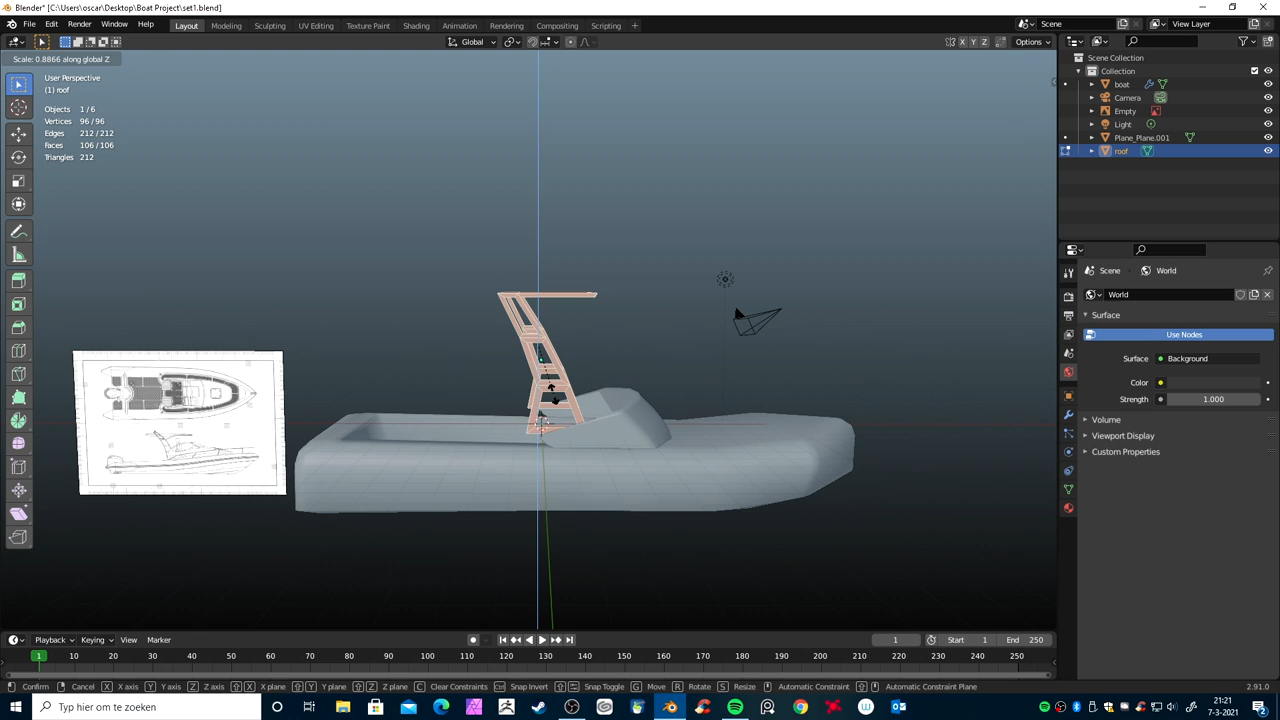 Blender* [C:\Users\oscar\Desktop\Boat Project\set1.blend]
File Edit Render Window Help Layout Modeling Sculpting UV Editing Texture Paint Shading Animation Rendering Compositing Scripting + Scene View Layer
Global Options
X Y Z
Scale: 0.8866 along global Z
User Perspective
(1) roof
Objects 1 / 6
Vertices 96 / 96
Edges 212 / 212
Faces 106 / 106
Triangles 212
Scene Collection
Collection
boat
Camera
Empty
Light
Plane_Plane.001
roof
Scene World
World
Surface
Use Nodes
Surface Background
Color
Strength 1.000
Volume
Viewport Display
Custom Properties
Playback Keying View Marker 1 Start 1 End 250
1 10 20 30 40 50 60 70 80 90 100 110 120 130 140 150 160 170 180 190 200 210 220 230 240 250
Confirm Cancel X X axis Y Y axis Z Z axis X X plane Y Y plane Z Z plane C Clear Constraints Snap Invert Snap Toggle G Move R Rotate S Resize Automatic Constraint Automatic Constraint Plane 2.91.0
Typ hier om te zoeken
21:21
7-3-2021
2